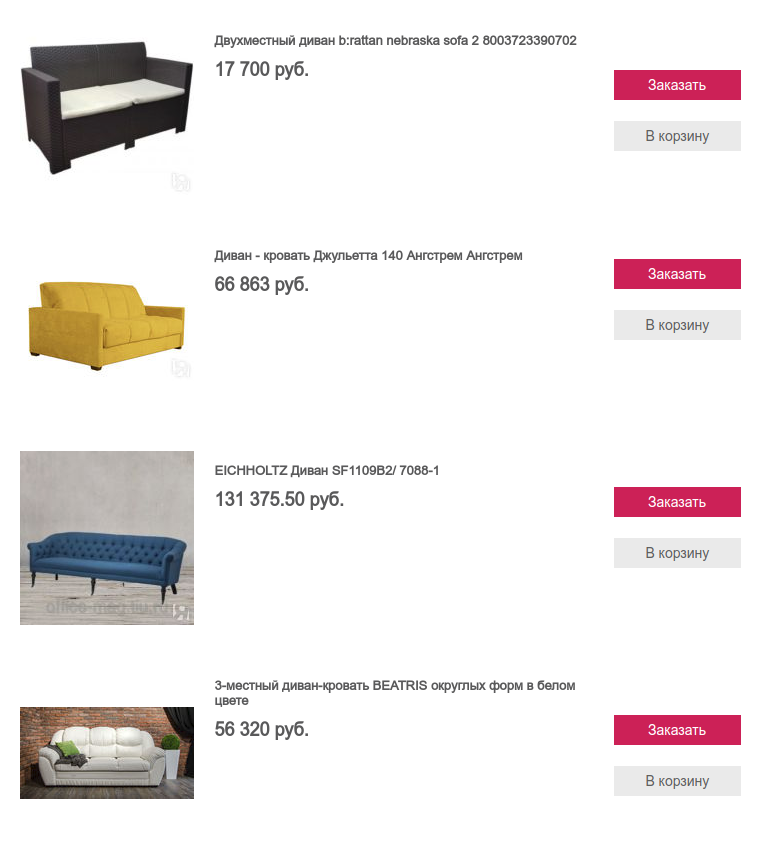 Двухместный диван b:rattan nebraska sofa 2 8003723390702
17 700 руб.
Заказать
В корзину
Диван - кровать Джульетта 140 Ангстрем Ангстрем
66 863 руб.
Заказать
В корзину
EICHHOLTZ Диван SF1109B2/ 7088-1
131 375.50 руб.
Заказать
В корзину
3-местный диван-кровать BEATRIS округлых форм в белом
цвете
56 320 руб.
Заказать
В корзину